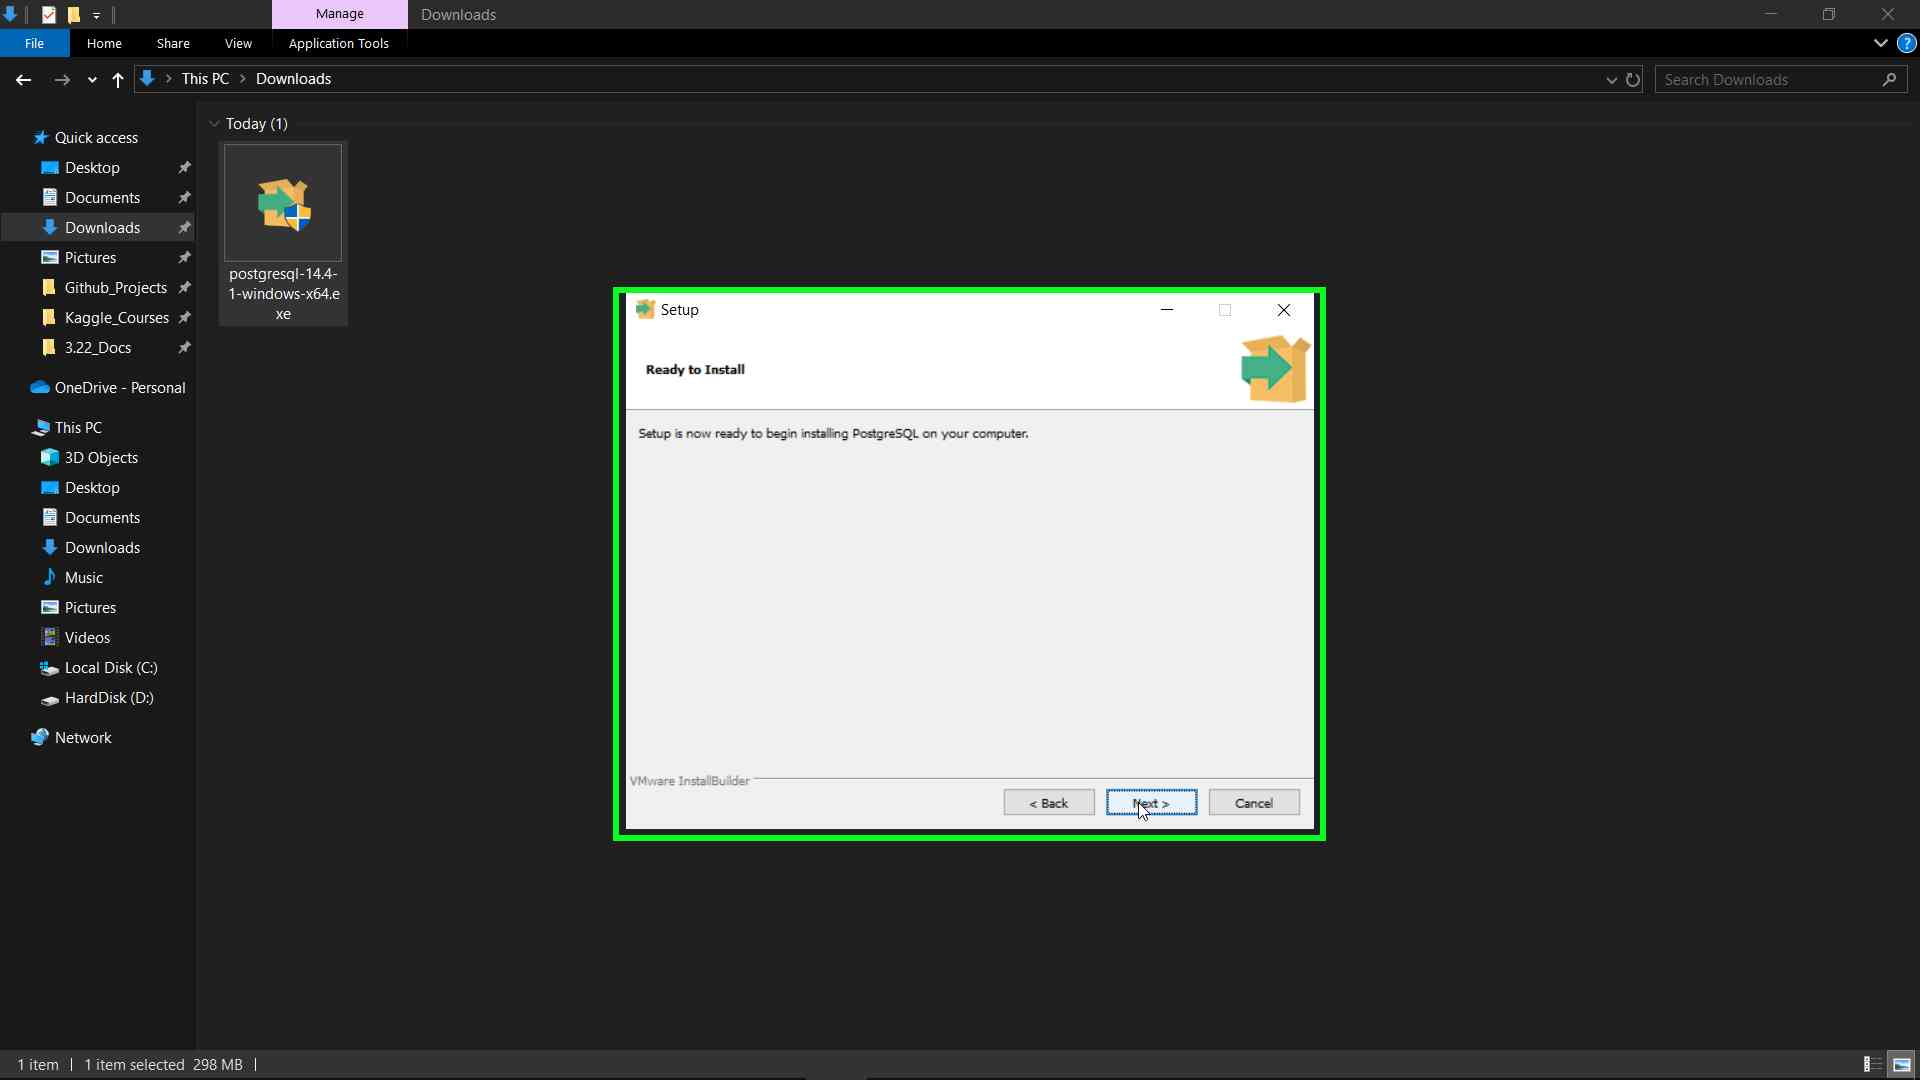 Manage
Downloads
File
Home
Share
View
Application Tools
This PC > Downloads
Search Downloads
Quick access
Desktop
Documents
Downloads
Pictures
Github_Projects
Kaggle_Courses
3.22_Docs
OneDrive - Personal
This PC
3D Objects
Desktop
Documents
Downloads
Music
Pictures
Videos
Local Disk (C:)
HardDisk (D:)
Network
Today (1)
postgresql-14.4-
1-windows-x64.e
xe
Setup
Ready to Install
Setup is now ready to begin installing PostgreSQL on your computer.
VMware InstallBuilder
< Back
Next >
Cancel
1 item
1 item selected 298 MB